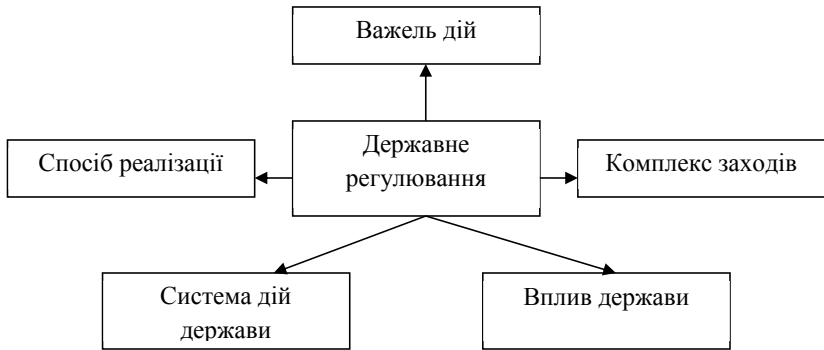 Важель дій
Державне
регулювання
Спосіб реалізації
Комплекс заходів
Система дій
держави
Вплив держави